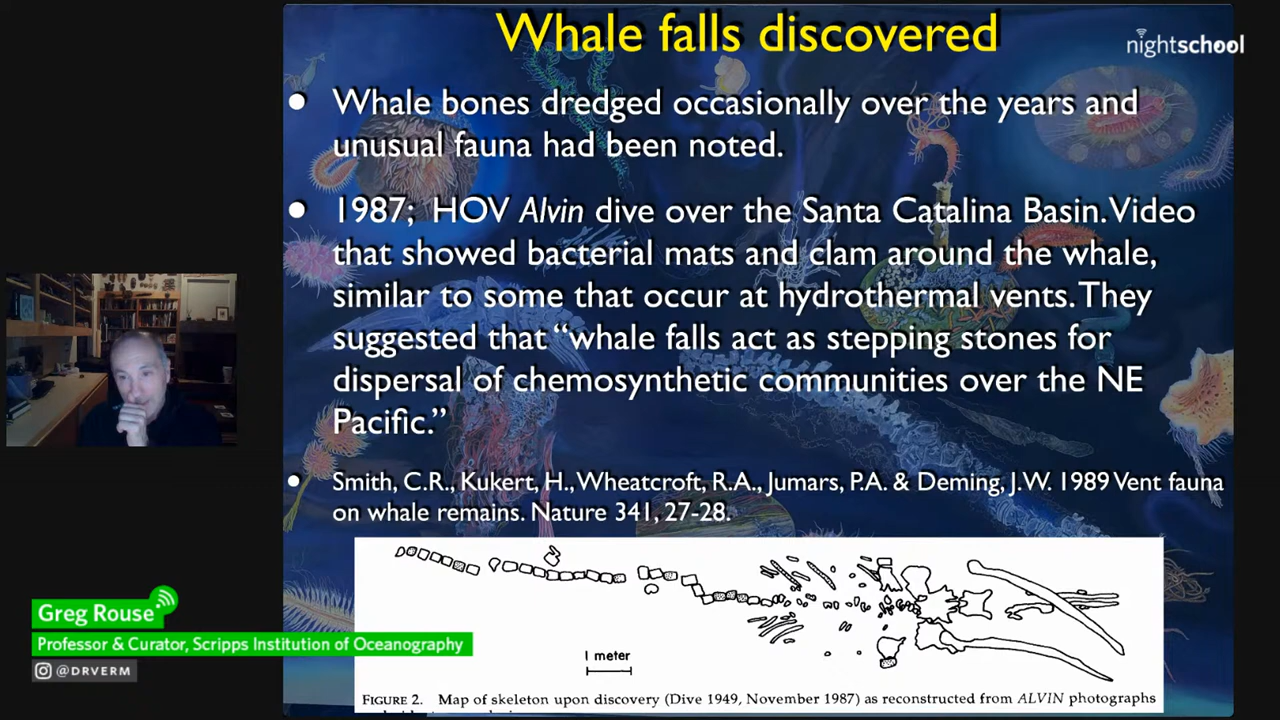 Whale falls discovered
nightschool
• Whale bones dredged occasionally over the years and
unusual fauna had been noted.
• 1987; HOV Alvin dive over the Santa Catalina Basin. Video
that showed bacterial mats and clam around the whale,
similar to some that occur at hydrothermal vents. They
suggested that “whale falls act as stepping stones for
dispersal of chemosynthetic communities over the NE
Pacific.”
• Smith, C.R., Kukert, H., Wheatcroft, R.A., Jumars, P.A. & Deming, J.W. 1989 Vent fauna
on whale remains. Nature 341, 27-28.
1 meter
FIGURE 2. Map of skeleton upon discovery (Dive 1949, November 1987) as reconstructed from ALVIN photographs
Greg Rouse
Professor & Curator, Scripps Institution of Oceanography
@DRVERM